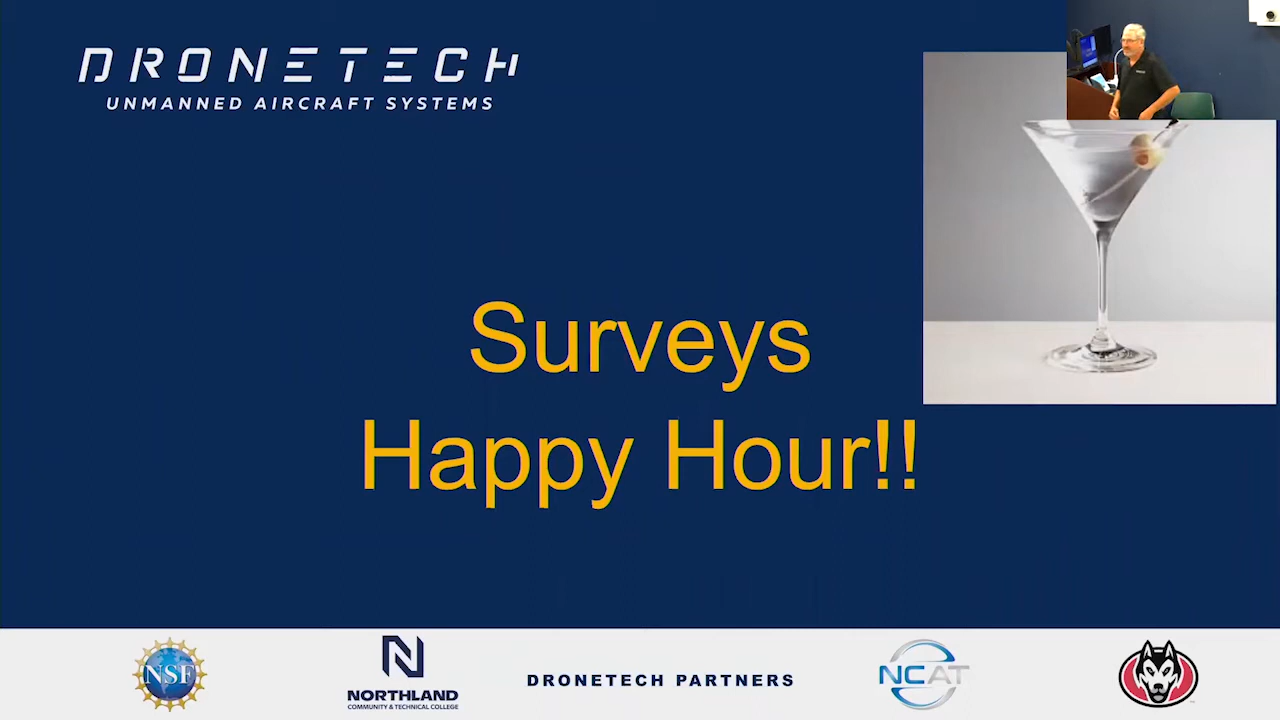 DRONETECH
UNMANNED AIRCRAFT SYSTEMS
Surveys
Happy Hour!!
NSF
NORTHLAND
COMMUNITY & TECHNICAL COLLEGE
DRONETECH PARTNERS
NCAT